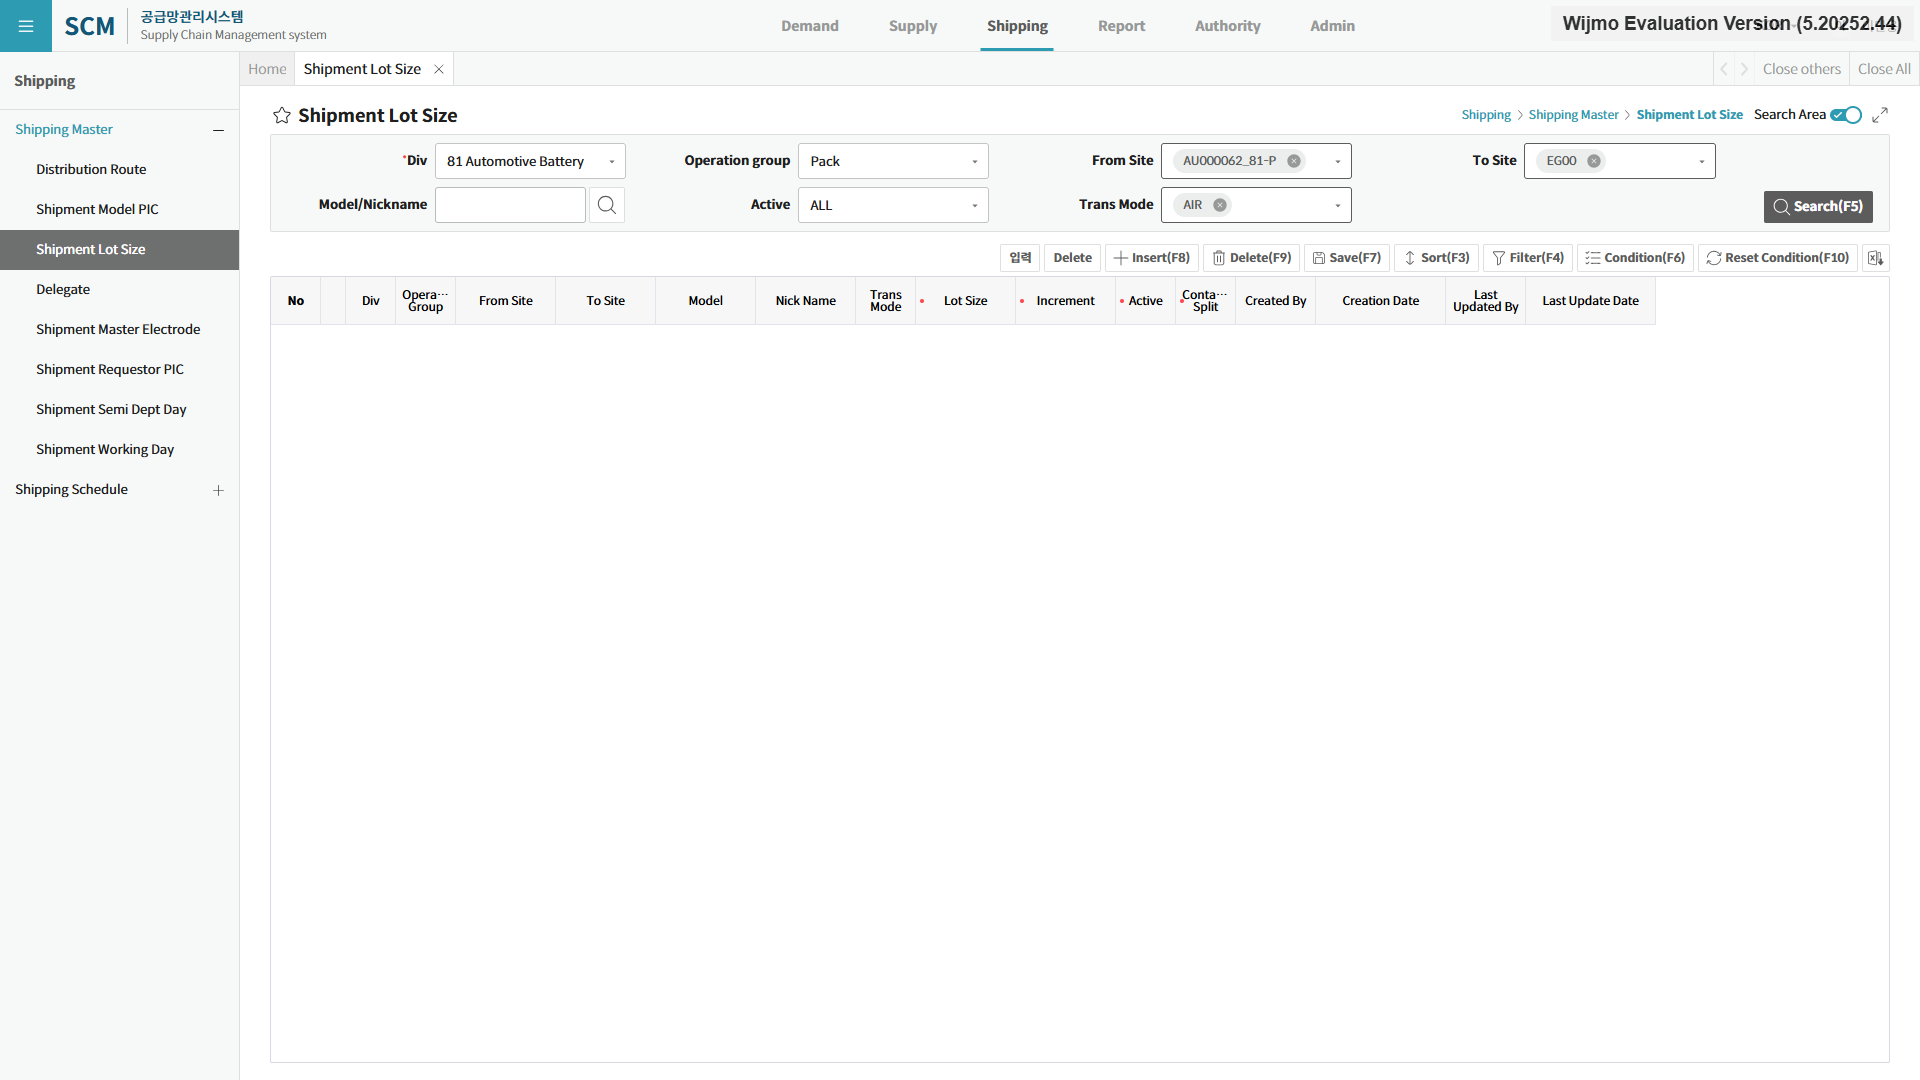 SCM
공급망관리시스템
Supply Chain Management system
Demand
Supply
Shipping
Report
Authority
Admin
Wijmo Evaluation Version (5.20252.44)
Shipping
Home
Shipment Lot Size
Close others
Close All
Shipping Master
Distribution Route
Shipment Model PIC
Shipment Lot Size
Delegate
Shipment Master Electrode
Shipment Requestor PIC
Shipment Semi Dept Day
Shipment Working Day
Shipping Schedule
Shipment Lot Size
Shipping > Shipping Master > Shipment Lot Size
Search Area
*Div
81 Automotive Battery
Operation group
Pack
From Site
AU000062_81-P
To Site
EG00
Model/Nickname
Active
ALL
Trans Mode
AIR
Search(F5)
입력
Delete
Insert(F8)
Delete(F9)
Save(F7)
Sort(F3)
Filter(F4)
Condition(F6)
Reset Condition(F10)
No
Div
Opera…
Group
From Site
To Site
Model
Nick Name
Trans
Mode
Lot Size
Increment
Active
Conta…
Split
Created By
Creation Date
Last
Updated By
Last Update Date